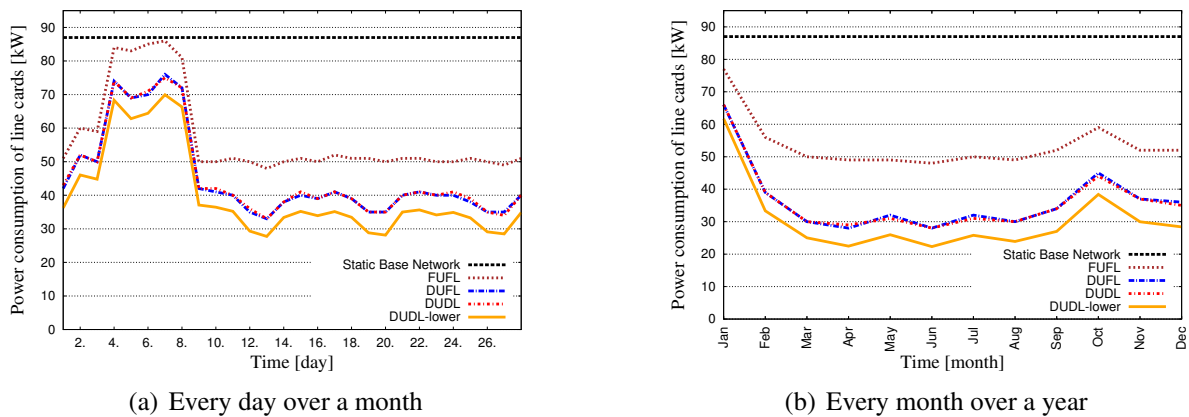 Power consumption of line cards [kW]
90
80
70
60
50
40
30
20
10
0
2. 4. 6. 8. 10. 12. 14. 16. 18. 20. 22. 24. 26.
Time [day]
Static Base Network
FUFL
DUFL
DUDL
DUDL-lower
(a) Every day over a month
Power consumption of line cards [kW]
90
80
70
60
50
40
30
20
10
0
Jan Feb Mar Apr May Jun Jul Aug Sep Oct Nov Dec
Time [month]
Static Base Network
FUFL
DUFL
DUDL
DUDL-lower
(b) Every month over a year